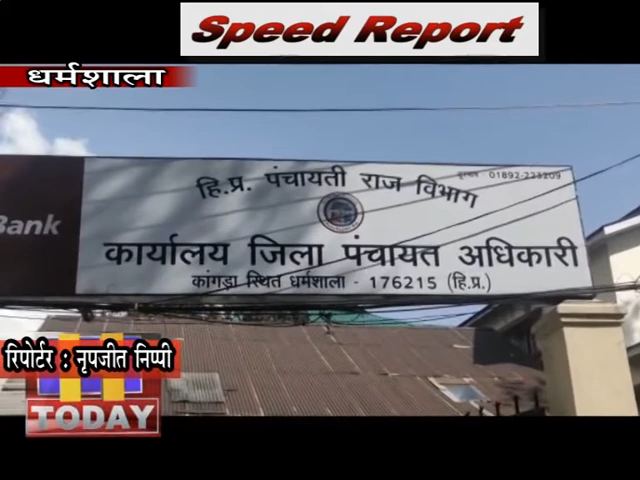 Speed Report
धर्मशाला
दूरभाष 01892-223209
हि.प्र. पंचायती राज विभाग
Bank
कार्यालय जिला पंचायत अधिकारी
कांगड़ा स्थित धर्मशाला - 176215 (हि.प्र.)
रिपोर्टर : नृपजीत निप्पी
TODAY